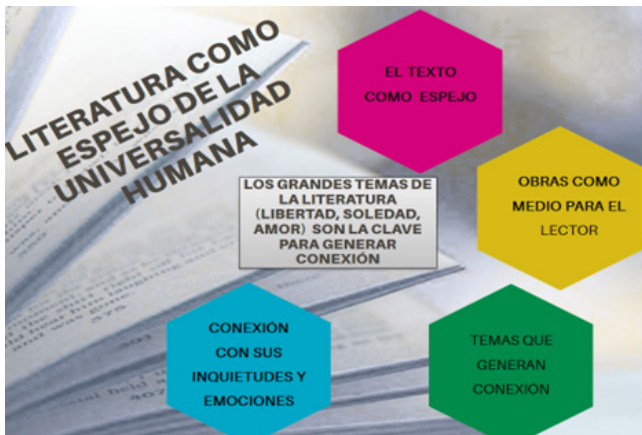 LITERATURA COMO
ESPEJO DE LA
UNIVERSALIDAD
HUMANA
EL TEXTO
COMO ESPEJO
LOS GRANDES TEMAS DE
LA LITERATURA
(LIBERTAD, SOLEDAD,
AMOR) SON LA CLAVE
PARA GENERAR
CONEXIÓN
OBRAS COMO
MEDIO PARA EL
LECTOR
CONEXIÓN
CON SUS
INQUIETUDES Y
EMOCIONES
TEMAS QUE
GENERAN
CONEXIÓN